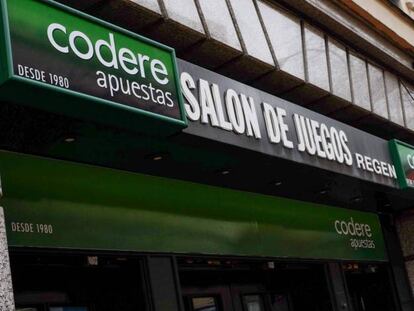 codere
apuestas
DESDE 1980
SALON DE JUEGOS REGEN
DESDE 1980
codere
apuestas